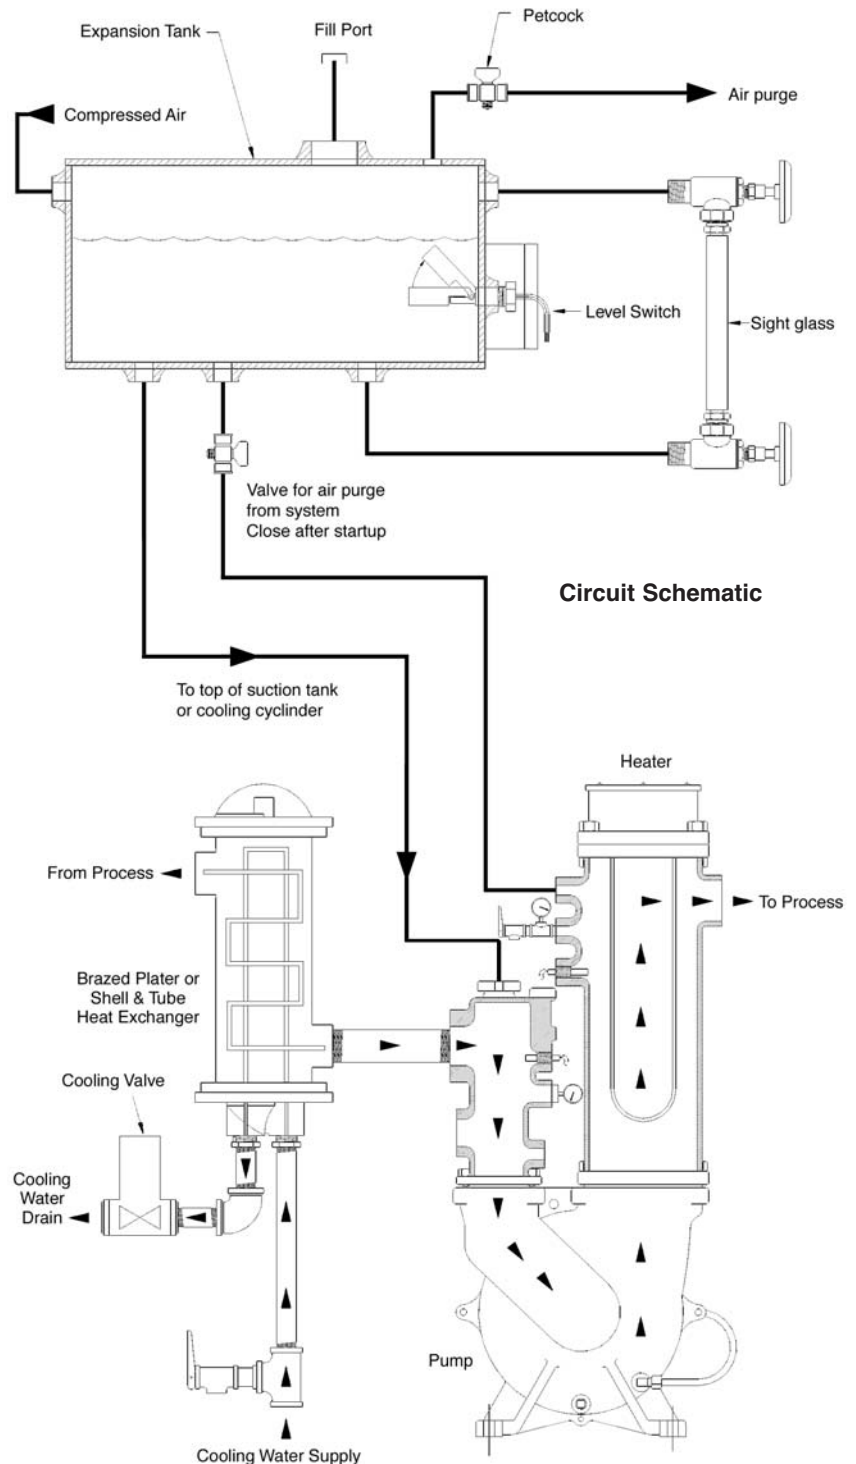 Petcock
Expansion Tank
Fill Port
Compressed Air
Air purge
Level Switch
Sight glass
Valve for air purge
from system
Close after startup
Circuit Schematic
To top of suction tank
or cooling cyclinder
Heater
From Process
To Process
Brazed Plater or
Shell & Tube
Heat Exchanger
Cooling Valve
Cooling
Water
Drain
Pump
Cooling Water Supply